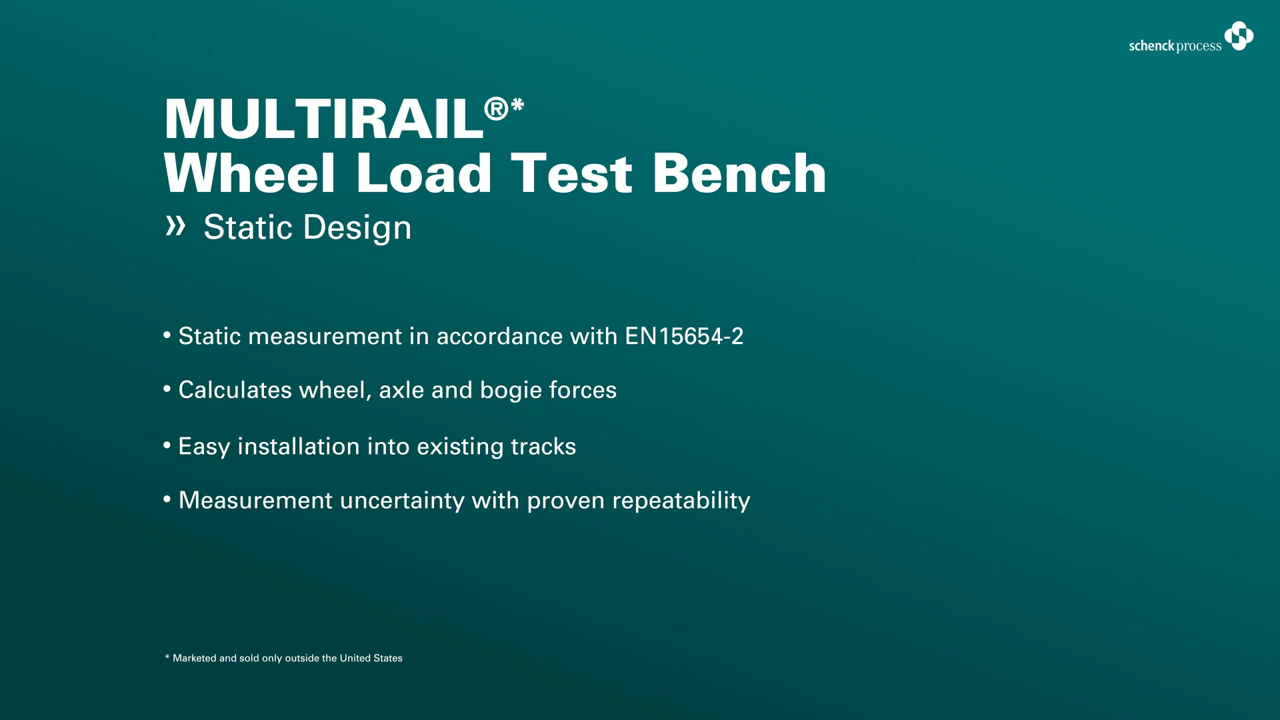 schenck process
MULTIRAIL®*
Wheel Load Test Bench
» Static Design
• Static measurement in accordance with EN15654-2
• Calculates wheel, axle and bogie forces
• Easy installation into existing tracks
• Measurement uncertainty with proven repeatability
* Marketed and sold only outside the United States